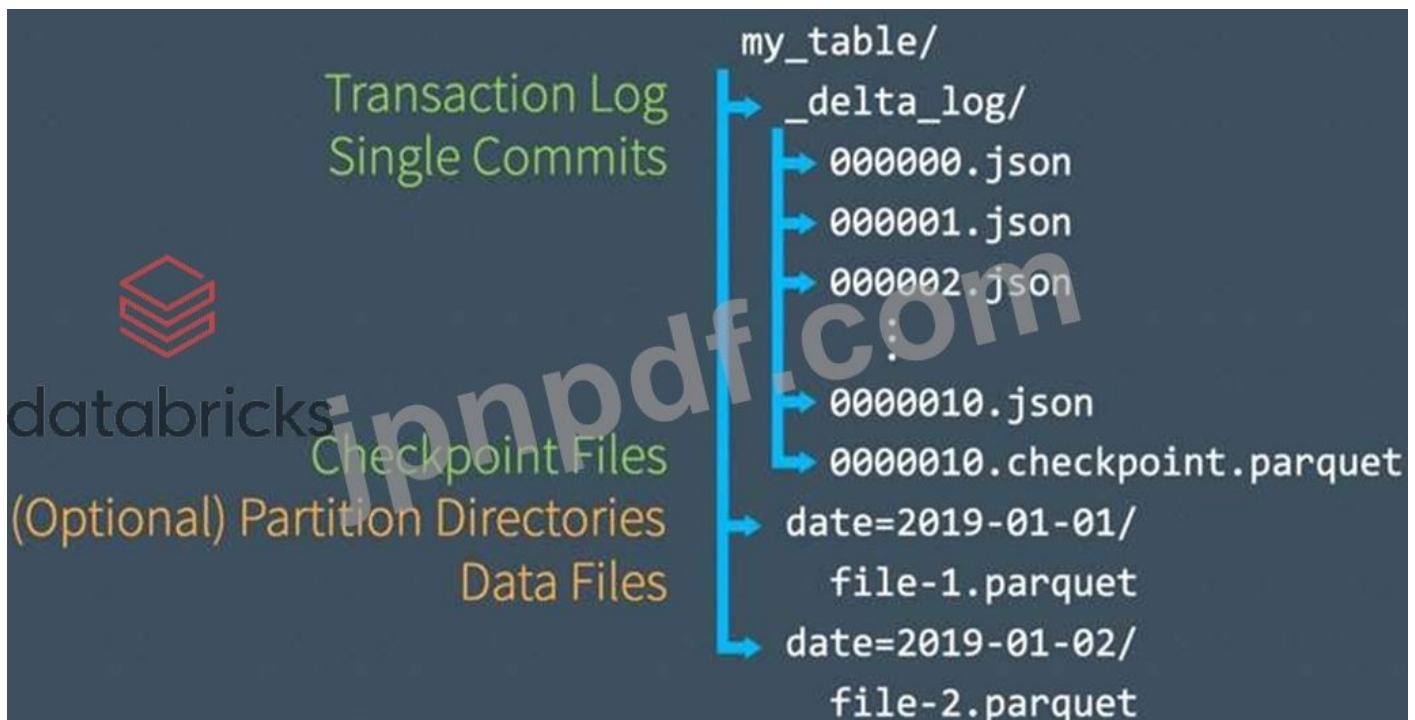 my_table/
Transaction Log
_delta_log/
Single Commits
000000.json
000001.json
000002.json
⋮
0000010.json
databricks
Checkpoint Files
0000010.checkpoint.parquet
(Optional) Partition Directories
date=2019-01-01/
Data Files
file-1.parquet
date=2019-01-02/
file-2.parquet
jpnpdf.com